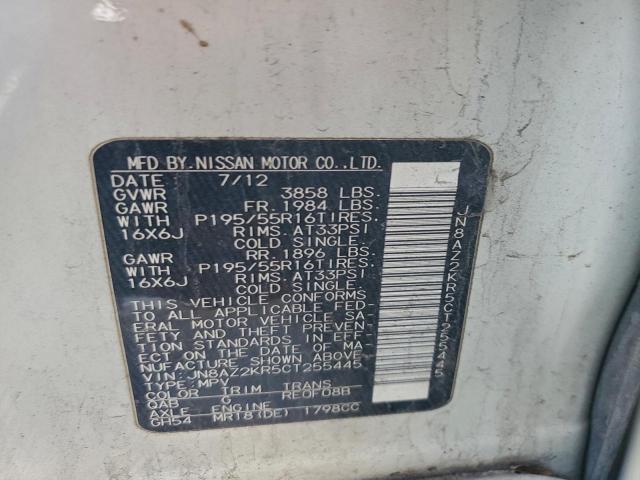 MFD BY NISSAN MOTOR CO.,LTD.
DATE 7/12
GVWR 3858 LBS.
GAWR FR. 1984 LBS.
WITH P195/55R16TIRES.
16X6J RIMS. AT33PSI
COLD SINGLE.
GAWR RR. 1896 LBS.
WITH P195/55R16TIRES.
16X6J RIMS. AT33PSI
COLD SINGLE.
THIS VEHICLE CONFORMS
TO ALL APPLICABLE FED-
ERAL MOTOR VEHICLE SA-
FETY AND THEFT PREVEN-
TION STANDARDS IN EFF-
ECT ON THE DATE OF MA-
NUFACTURE SHOWN ABOVE.
VIN: JN8AZ2KR5CT255445
TYPE: MPV
COLOR TRIM TRANS
QAB C RE0F08B
AXLE ENGINE
GH54 MR18(DE) 1798CC
JN8AZ2KR5CT255445